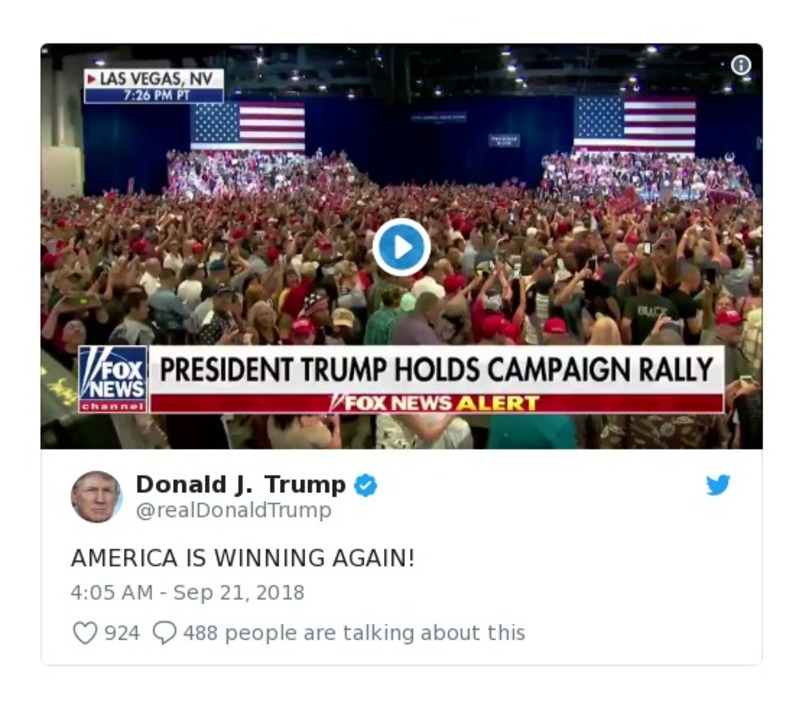 LAS VEGAS, NV
7:26 PM PT
BLACK
FOX
NEWS
channel
PRESIDENT TRUMP HOLDS CAMPAIGN RALLY
FOX NEWS ALERT
Donald J. Trump
@realDonaldTrump
AMERICA IS WINNING AGAIN!
4:05 AM - Sep 21, 2018
924 488 people are talking about this